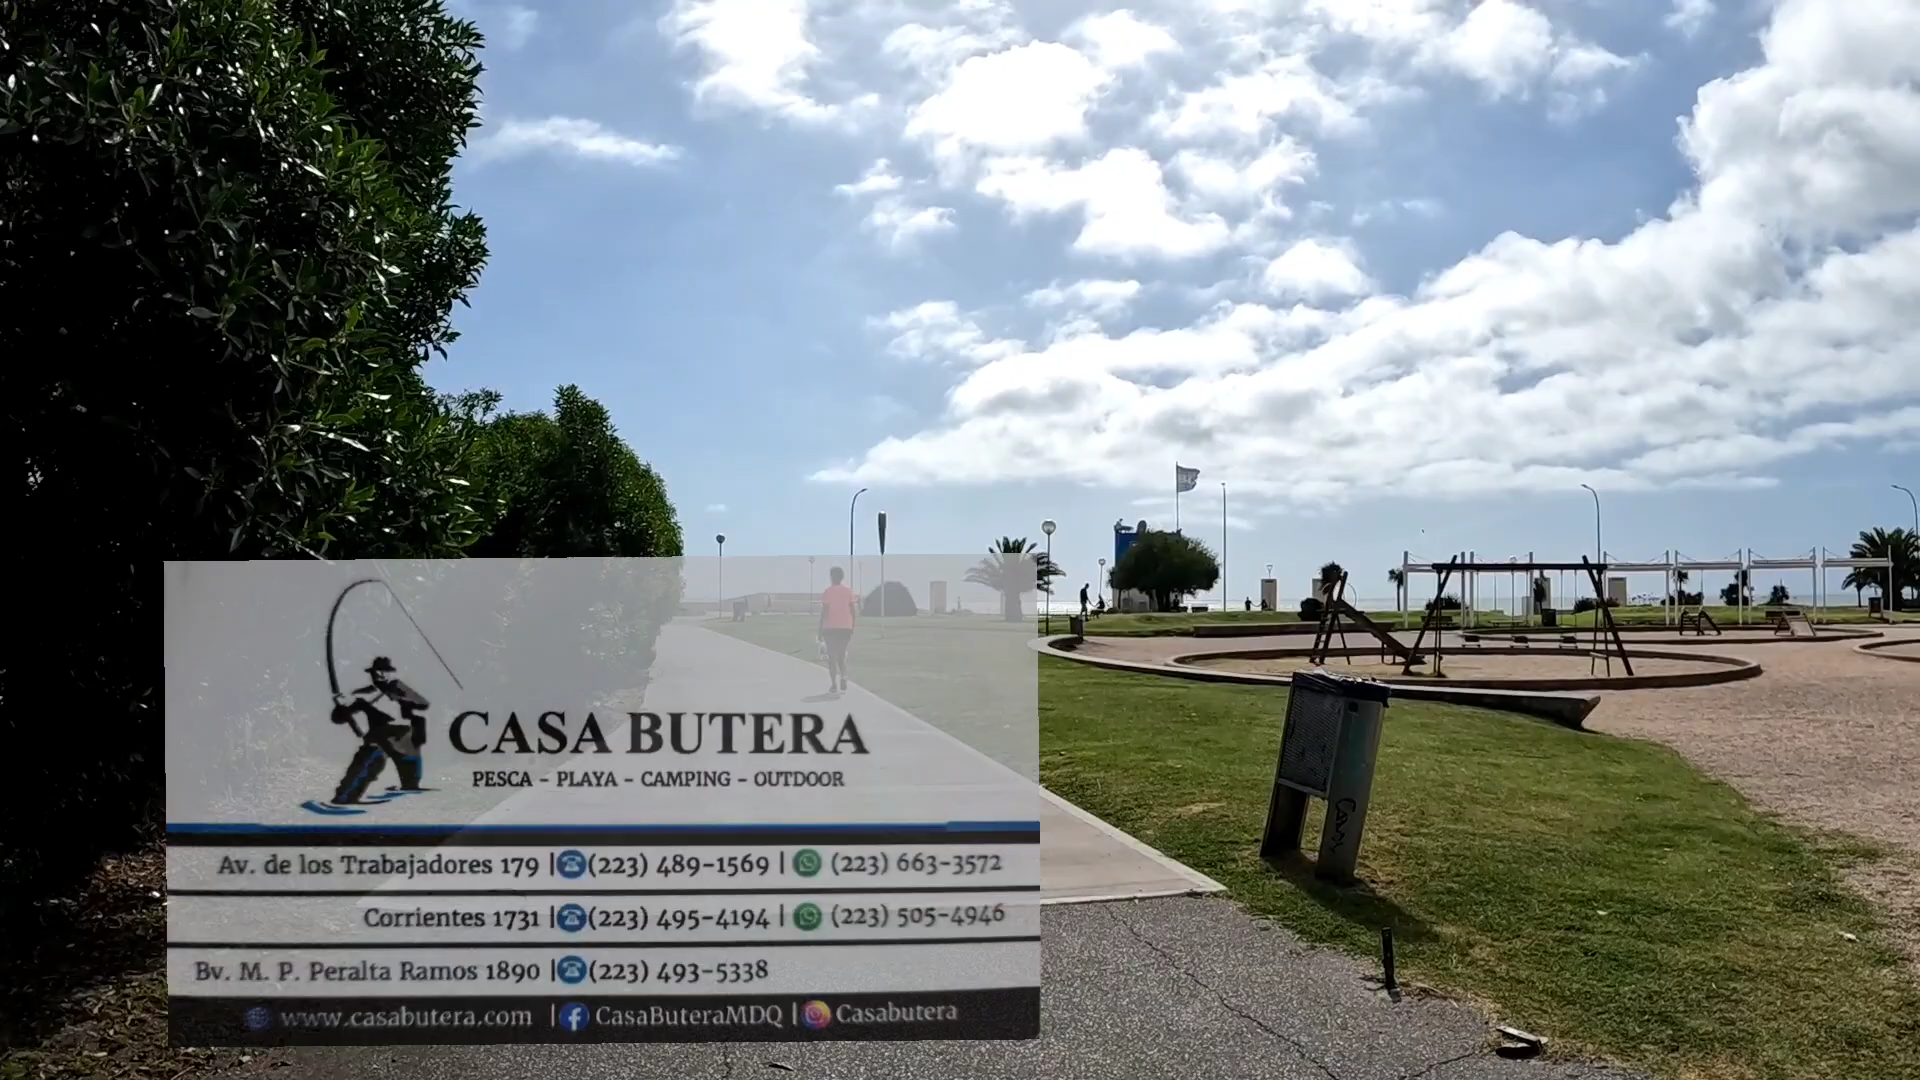 CASA BUTERA
PESCA - PLAYA - CAMPING - OUTDOOR
Av. de los Trabajadores 179 | (223) 489-1569 | (223) 663-3572
Corrientes 1731 | (223) 495-4194 | (223) 505-4946
Bv. M. P. Peralta Ramos 1890 | (223) 493-5338
www.casabutera.com | CasaButeraMDQ | Casabutera